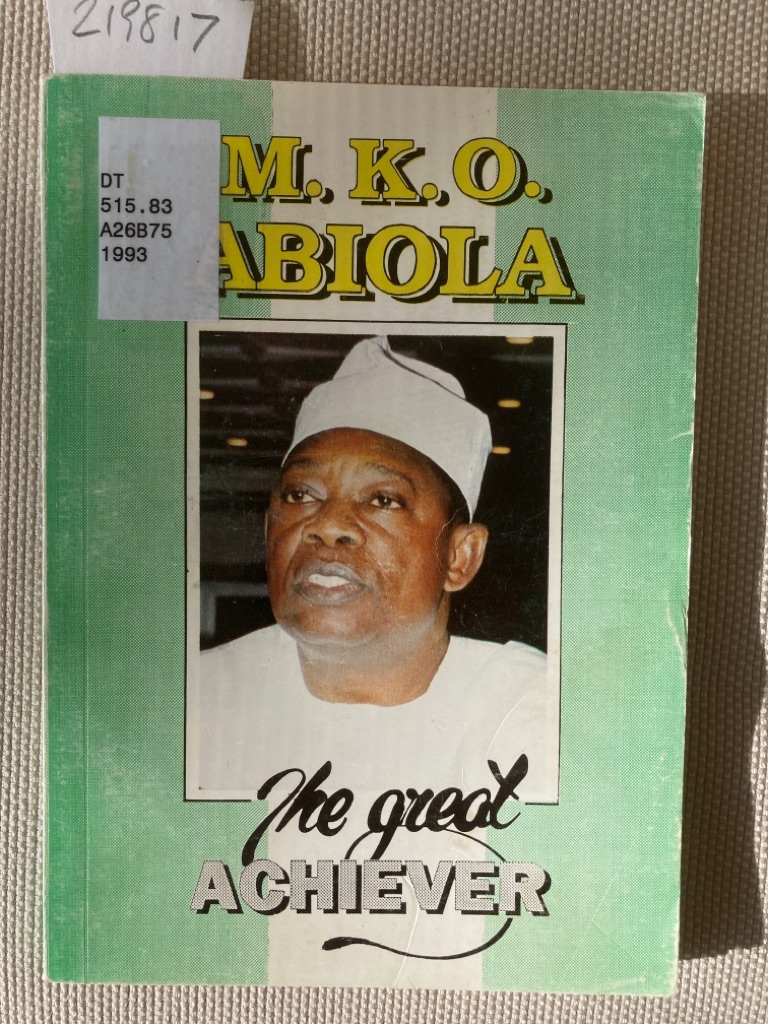 219817
DT
515.83
A26B75
1993
M. K. O.
ABIOLA
The great
ACHIEVER